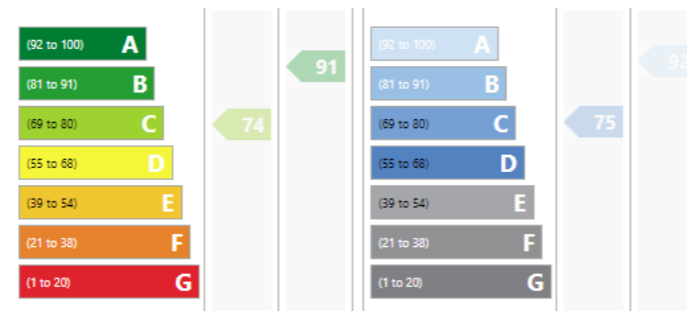 (92 to 100) A
(81 to 91) B
(69 to 80) C
(55 to 68) D
(39 to 54) E
(21 to 38) F
(1 to 20) G
74
91
(92 to 100) A
(81 to 91) B
(69 to 80) C
(55 to 68) D
(39 to 54) E
(21 to 38) F
(1 to 20) G
75
92